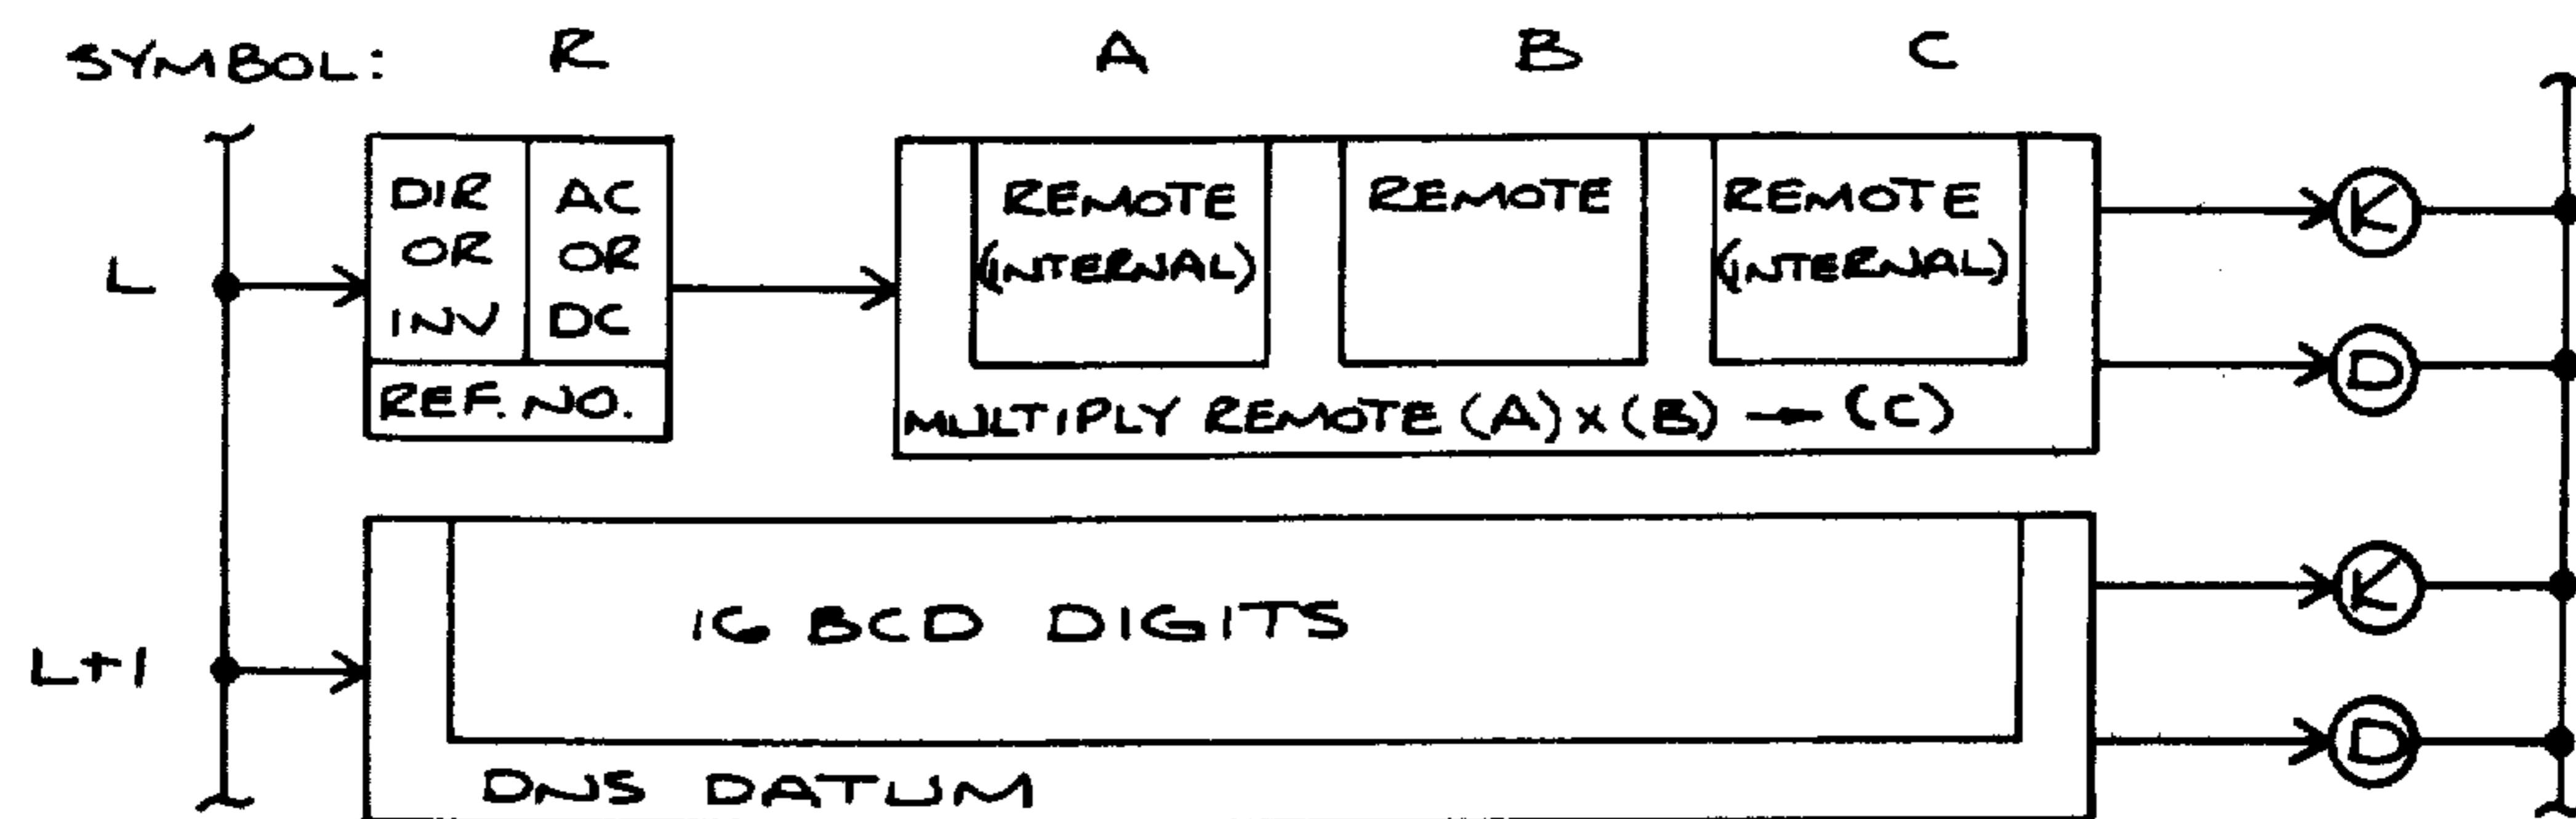 SYMBOL: R A B C
L
DIR OR INV
AC OR DC
REF. NO.
REMOTE (INTERNAL)
REMOTE
REMOTE (INTERNAL)
MULTIPLY REMOTE (A) x (B) → (C)
K
D
L+1
16 BCD DIGITS
DNS DATUM
K
D